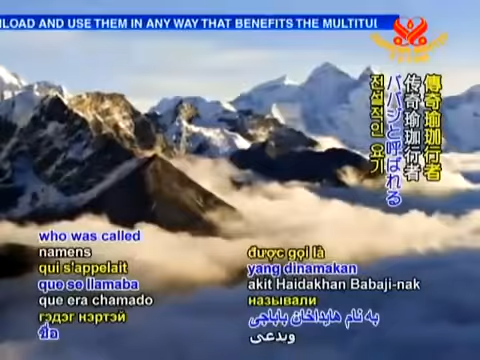 NLOAD AND USE THEM IN ANY WAY THAT BENEFITS THE MULTITU
傳奇瑜珈行者
传奇瑜珈行者
ババジと呼ばれる
전설적인 요기
who was called
namens
qui s'appelait
que se llamaba
que era chamado
гэдэг нэртэй
ชื่อ
được gọi là
yang dinamakan
akit Haidakhan Babaji-nak
называли
به نام هایداخان باباجی
ويدعى